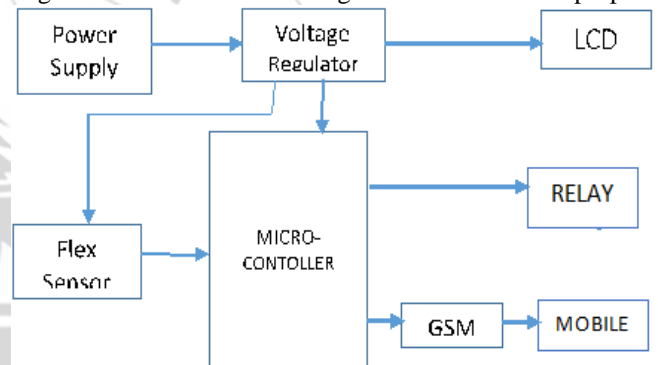 Power
Supply
Voltage
Regulator
LCD
Flex
Sensor
MICRO-
CONTOLLER
RELAY
GSM
MOBILE